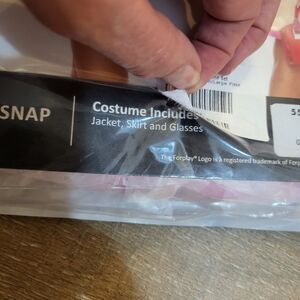 SNAP
Costume Includes
Jacket, Skirt and Glasses
The Forplay® Logo is a registered trademark of